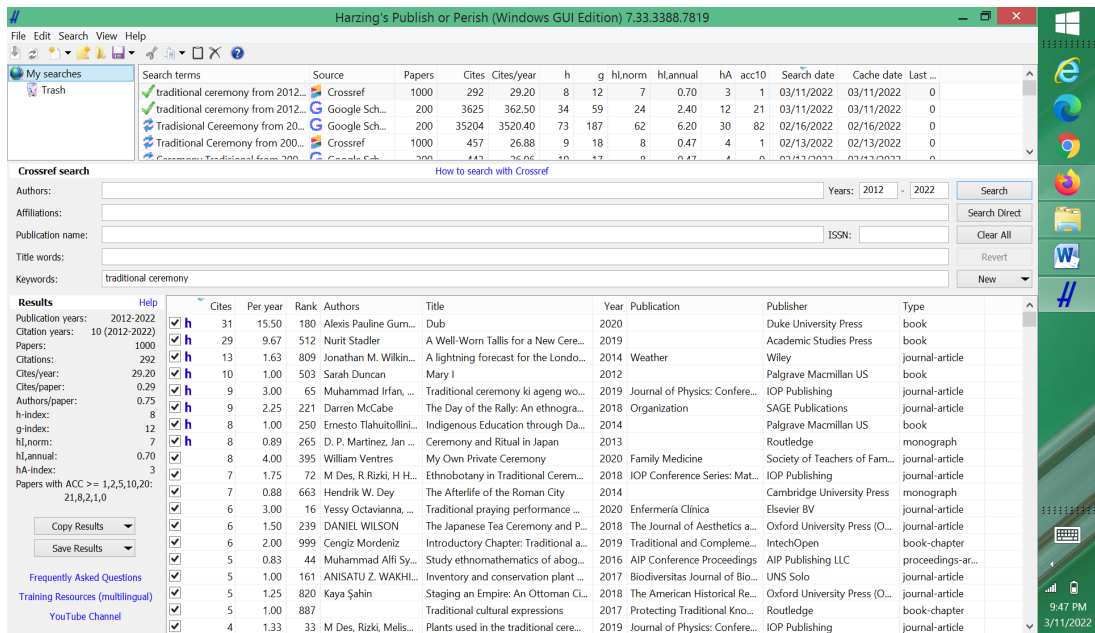 Harzing's Publish or Perish (Windows GUI Edition) 7.33.3388.7819
File Edit Search View Help
My searches
Trash
Search terms Source Papers Cites Cites/year h g hI,norm hI,annual hA acc10 Search date Cache date Last ...
traditional ceremony from 2012... Crossref 1000 292 29.20 8 12 7 0.70 3 1 03/11/2022 03/11/2022 0
traditional ceremony from 2012... Google Sch... 200 3625 362.50 34 59 24 2.40 12 21 03/11/2022 03/11/2022 0
Tradisional Cereemony from 20... Google Sch... 200 35204 3520.40 73 187 62 6.20 30 82 02/16/2022 02/16/2022 0
Traditional Ceremony from 200... Crossref 1000 457 26.88 9 18 8 0.47 4 1 02/13/2022 02/13/2022 0
Crossref search How to search with Crossref
Authors: Years: 2012 - 2022 Search
Affiliations: Search Direct
Publication name: ISSN: Clear All
Title words: Revert
Keywords: traditional ceremony New
Results Help
Publication years: 2012-2022
Citation years: 10 (2012-2022)
Papers: 1000
Citations: 292
Cites/year: 29.20
Cites/paper: 0.29
Authors/paper: 0.75
h-index: 8
g-index: 12
hI,norm: 7
hI,annual: 0.70
hA-index: 3
Papers with ACC >= 1,2,5,10,20:
21,8,2,1,0
Copy Results
Save Results
Frequently Asked Questions
Training Resources (multilingual)
YouTube Channel
Cites Per year Rank Authors Title Year Publication Publisher Type
h 31 15.50 180 Alexis Pauline Gum... Dub 2020 Duke University Press book
h 29 9.67 512 Nurit Stadler A Well-Worn Tallis for a New Cere... 2019 Academic Studies Press book
h 13 1.63 809 Jonathan M. Wilkin... A lightning forecast for the Londo... 2014 Weather Wiley journal-article
h 10 1.00 503 Sarah Duncan Mary I 2012 Palgrave Macmillan US book
h 9 3.00 65 Muhammad Irfan, ... Traditional ceremony ki ageng wo... 2019 Journal of Physics: Confere... IOP Publishing journal-article
h 9 2.25 221 Darren McCabe The Day of the Rally: An ethnogra... 2018 Organization SAGE Publications journal-article
h 8 1.00 250 Ernesto Tlahuitollini... Indigenous Education through Da... 2014 Palgrave Macmillan US book
h 8 0.89 265 D. P. Martinez, Jan ... Ceremony and Ritual in Japan 2013 Routledge monograph
8 4.00 395 William Ventres My Own Private Ceremony 2020 Family Medicine Society of Teachers of Fam... journal-article
7 1.75 72 M Des, R Rizki, H H... Ethnobotany in Traditional Cerem... 2018 IOP Conference Series: Mat... IOP Publishing journal-article
7 0.88 663 Hendrik W. Dey The Afterlife of the Roman City 2014 Cambridge University Press monograph
6 3.00 16 Yessy Octavianna, ... Traditional praying performance ... 2020 Enfermería Clínica Elsevier BV journal-article
6 1.50 239 DANIEL WILSON The Japanese Tea Ceremony and P... 2018 The Journal of Aesthetics a... Oxford University Press (O... journal-article
6 2.00 999 Cengiz Mordeniz Introductory Chapter: Traditional a... 2019 Traditional and Compleme... IntechOpen book-chapter
5 0.83 44 Muhammad Alfi Sy... Study ethnomathematics of abog... 2016 AIP Conference Proceedings AIP Publishing LLC proceedings-ar...
5 1.00 161 ANISATU Z. WAKHI... Inventory and conservation plant ... 2017 Biodiversitas Journal of Bio... UNS Solo journal-article
5 1.25 820 Kaya Şahin Staging an Empire: An Ottoman Ci... 2018 The American Historical Re... Oxford University Press (O... journal-article
5 1.00 887 Traditional cultural expressions 2017 Protecting Traditional Kno... Routledge book-chapter
4 1.33 33 M Des, Rizki, Melis... Plants used in the traditional cere... 2019 Journal of Physics: Confere... IOP Publishing journal-article
9:47 PM
3/11/2022